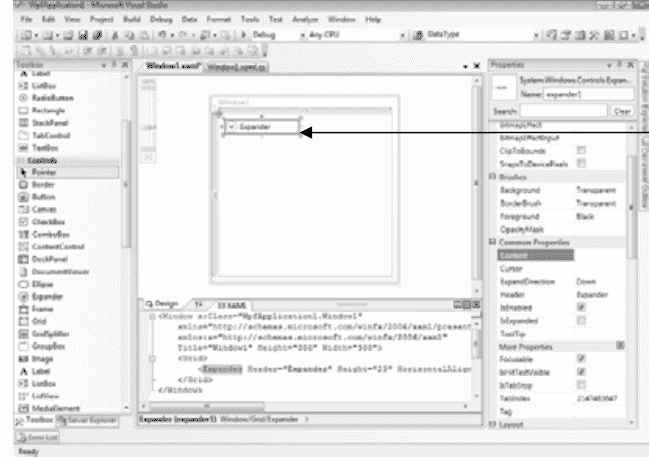 WpfApplication1 - Microsoft Visual Studio
File Edit View Project Build Debug Data Format Tools Test Analyze Window Help
Debug Any CPU DataType
Toolbox
A Label
ListBox
RadioButton
Rectangle
StackPanel
TabControl
TextBox
Controls
Pointer
Border
Button
Canvas
CheckBox
ComboBox
ContentControl
DockPanel
DocumentViewer
Ellipse
Expander
Frame
Grid
GridSplitter
GroupBox
Image
A Label
ListBox
ListView
MediaElement
Toolbox Server Explorer
Window1.xaml* Window1.xaml.cs
Window1
Expander
Design XAML
<Window x:Class="WpfApplication1.Window1"
xmlns="http://schemas.microsoft.com/winfx/2006/xaml/present
xmlns:x="http://schemas.microsoft.com/winfx/2006/xaml"
Title="Window1" Height="300" Width="300">
<Grid>
<Expander Header="Expander" Height="23" HorizontalAlign
</Grid>
</Window>
Expander (expander1) Window/Grid/Expander
Properties
System.Windows.Controls.Expan...
Name: expander1
Search: Clear
BitmapEffect
BitmapEffectInput
ClipToBounds
SnapsToDevicePixels
Brushes
Background Transparent
BorderBrush Transparent
Foreground Black
OpacityMask
Common Properties
Content
Cursor
ExpandDirection Down
Header Expander
IsEnabled
IsExpanded
ToolTip
More Properties
Focusable
IsHitTestVisible
IsTabStop
TabIndex 2147483647
Tag
Layout
Error List
Ready